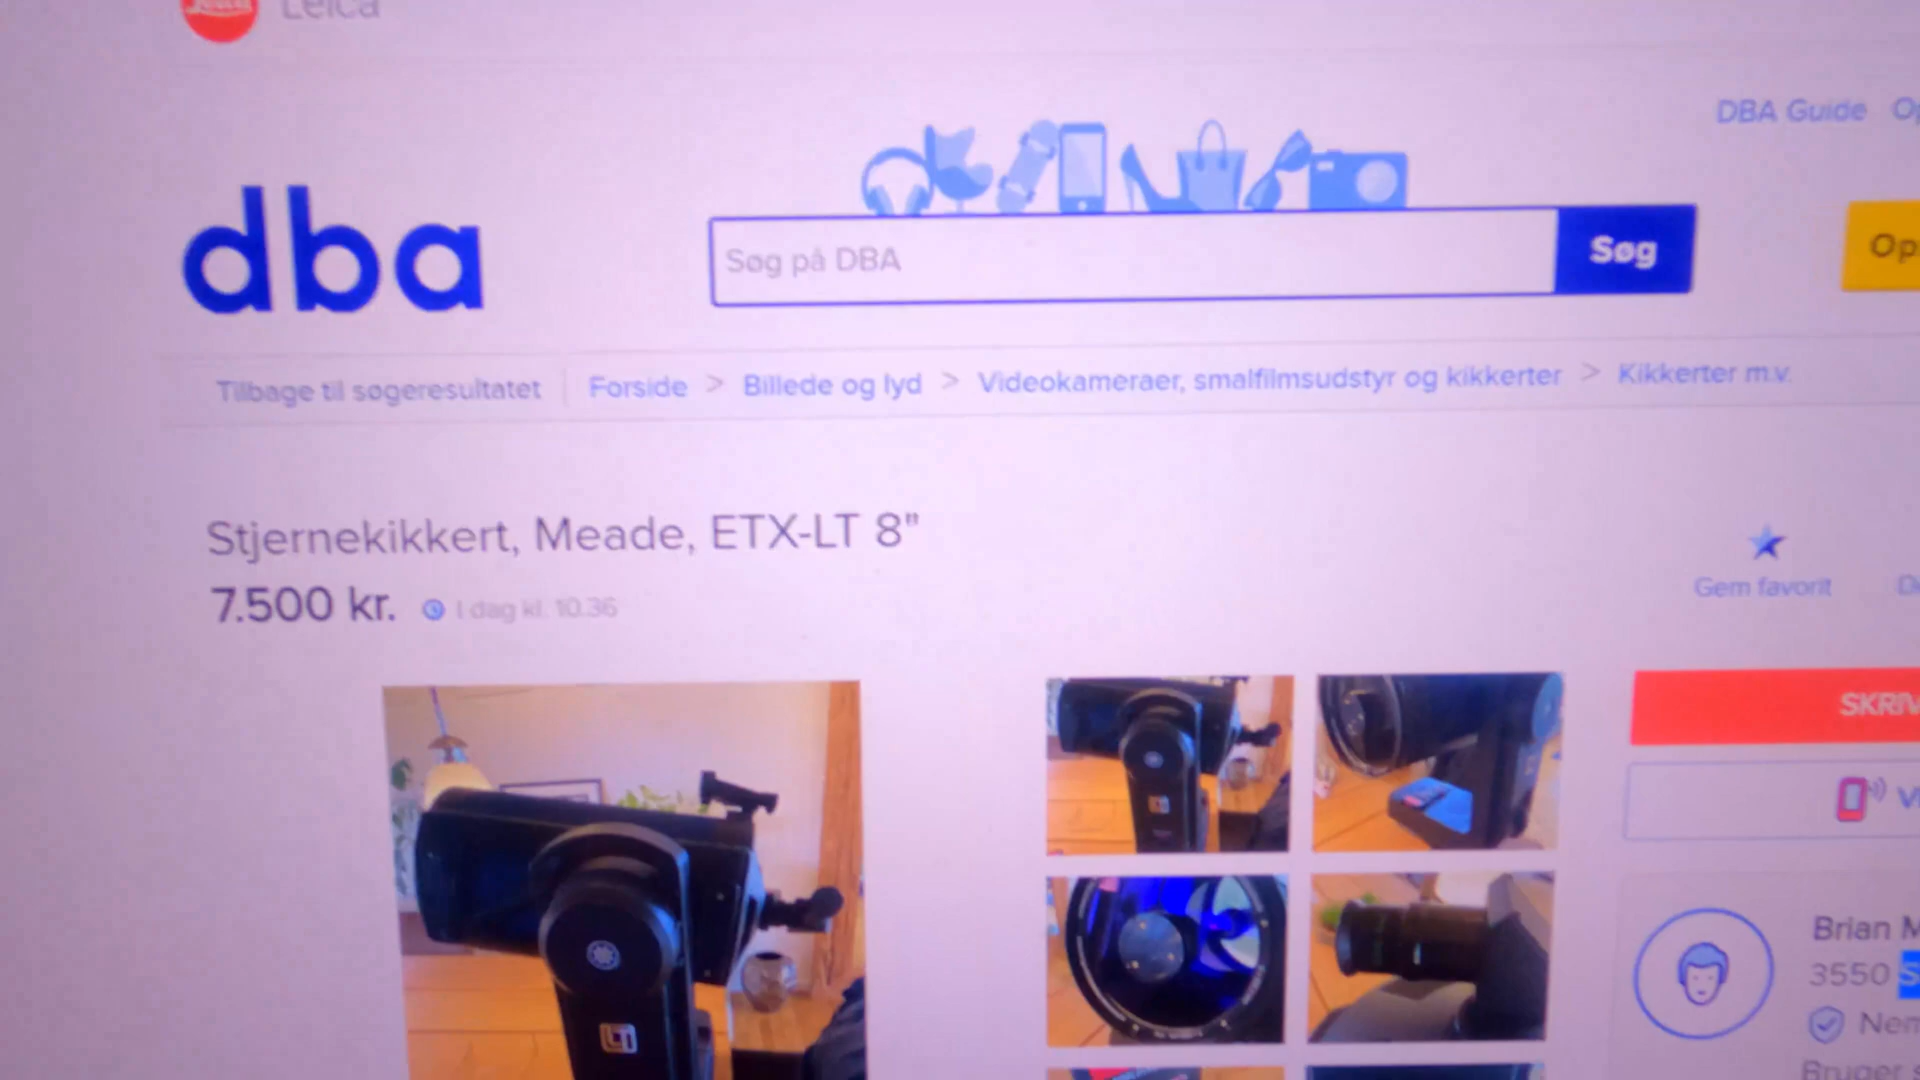 Leica
DBA Guide
dba
Søg på DBA
Søg
Tilbage til søgeresultatet
Forside > Billede og lyd > Videokameraer, smalfilmsudstyr og kikkerter > Kikkerter m.v.
Stjernekikkert, Meade, ETX-LT 8"
7.500 kr.
I dag kl. 10.36
Gem favorit
Brian M
3550
Bruger